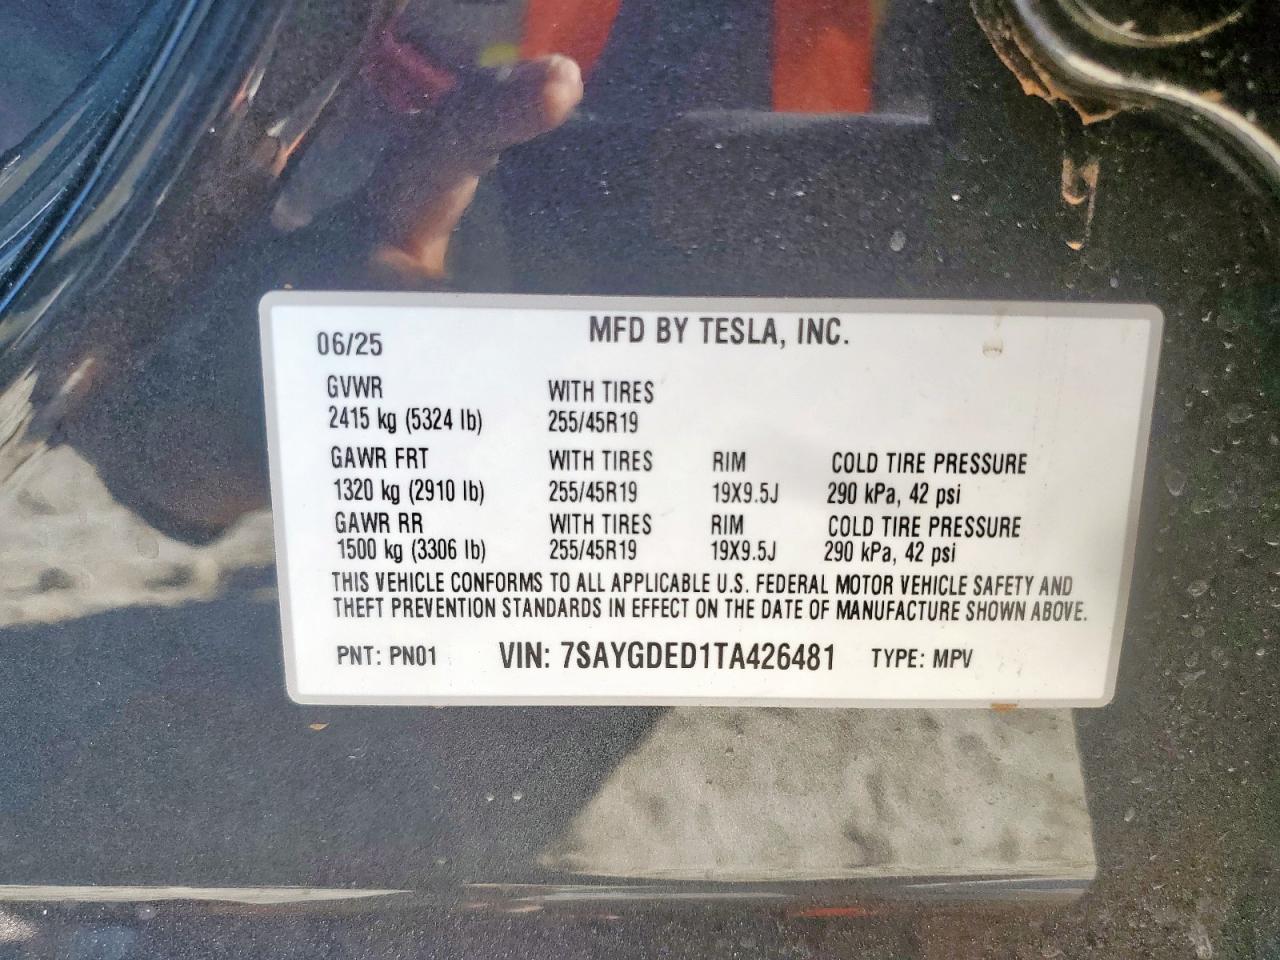 MFD BY TESLA, INC.
06/25
GVWR WITH TIRES
2415 kg (5324 lb) 255/45R19
GAWR FRT WITH TIRES RIM COLD TIRE PRESSURE
1320 kg (2910 lb) 255/45R19 19X9.5J 290 kPa, 42 psi
GAWR RR WITH TIRES RIM COLD TIRE PRESSURE
1500 kg (3306 lb) 255/45R19 19X9.5J 290 kPa, 42 psi
THIS VEHICLE CONFORMS TO ALL APPLICABLE U.S. FEDERAL MOTOR VEHICLE SAFETY AND
THEFT PREVENTION STANDARDS IN EFFECT ON THE DATE OF MANUFACTURE SHOWN ABOVE.
PNT: PN01 VIN: 7SAYGDED1TA426481 TYPE: MPV